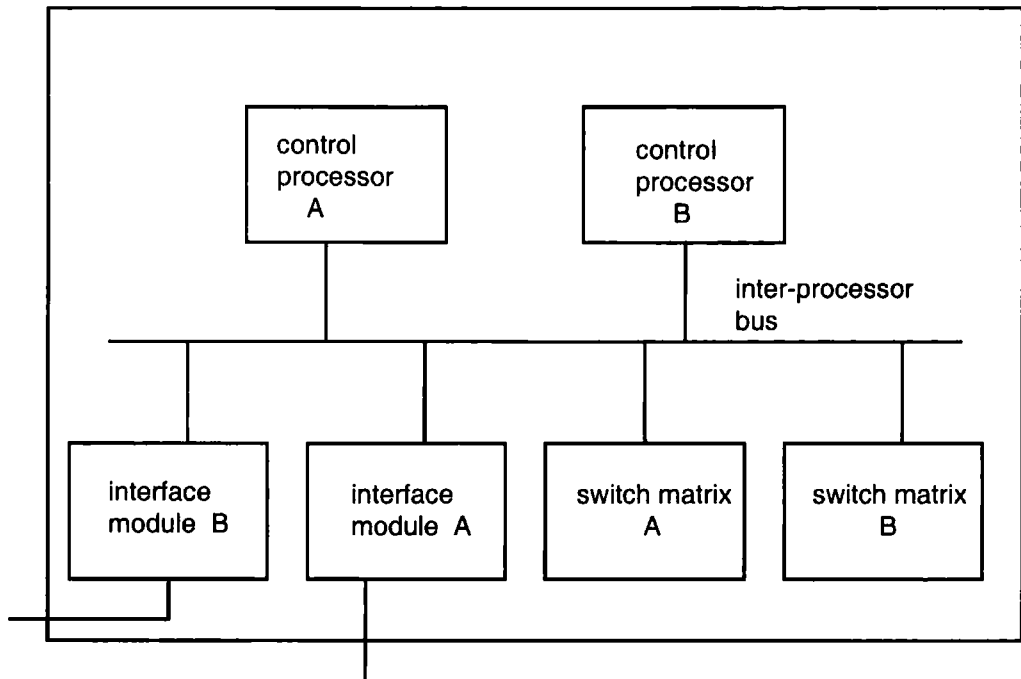 control
processor
A
control
processor
B
inter-processor
bus
interface
module B
interface
module A
switch matrix
A
switch matrix
B